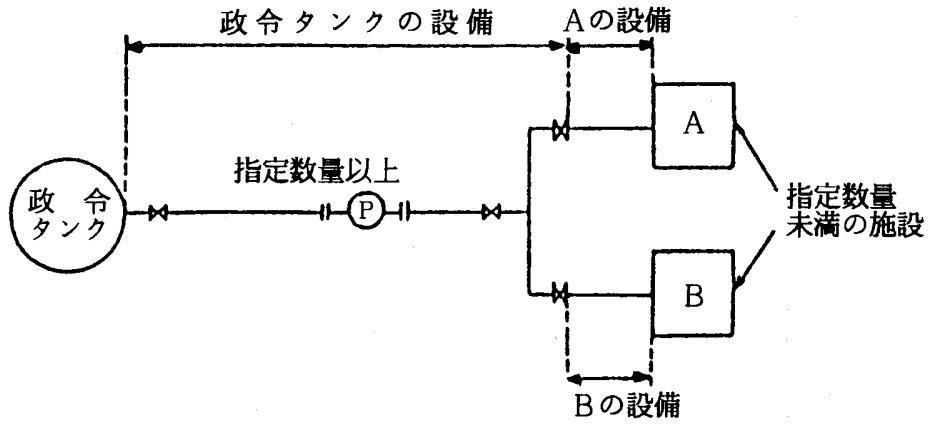 政令タンクの設備
Aの設備
A
指定数量以上
政令
タンク
P
指定数量
未満の施設
B
Bの設備